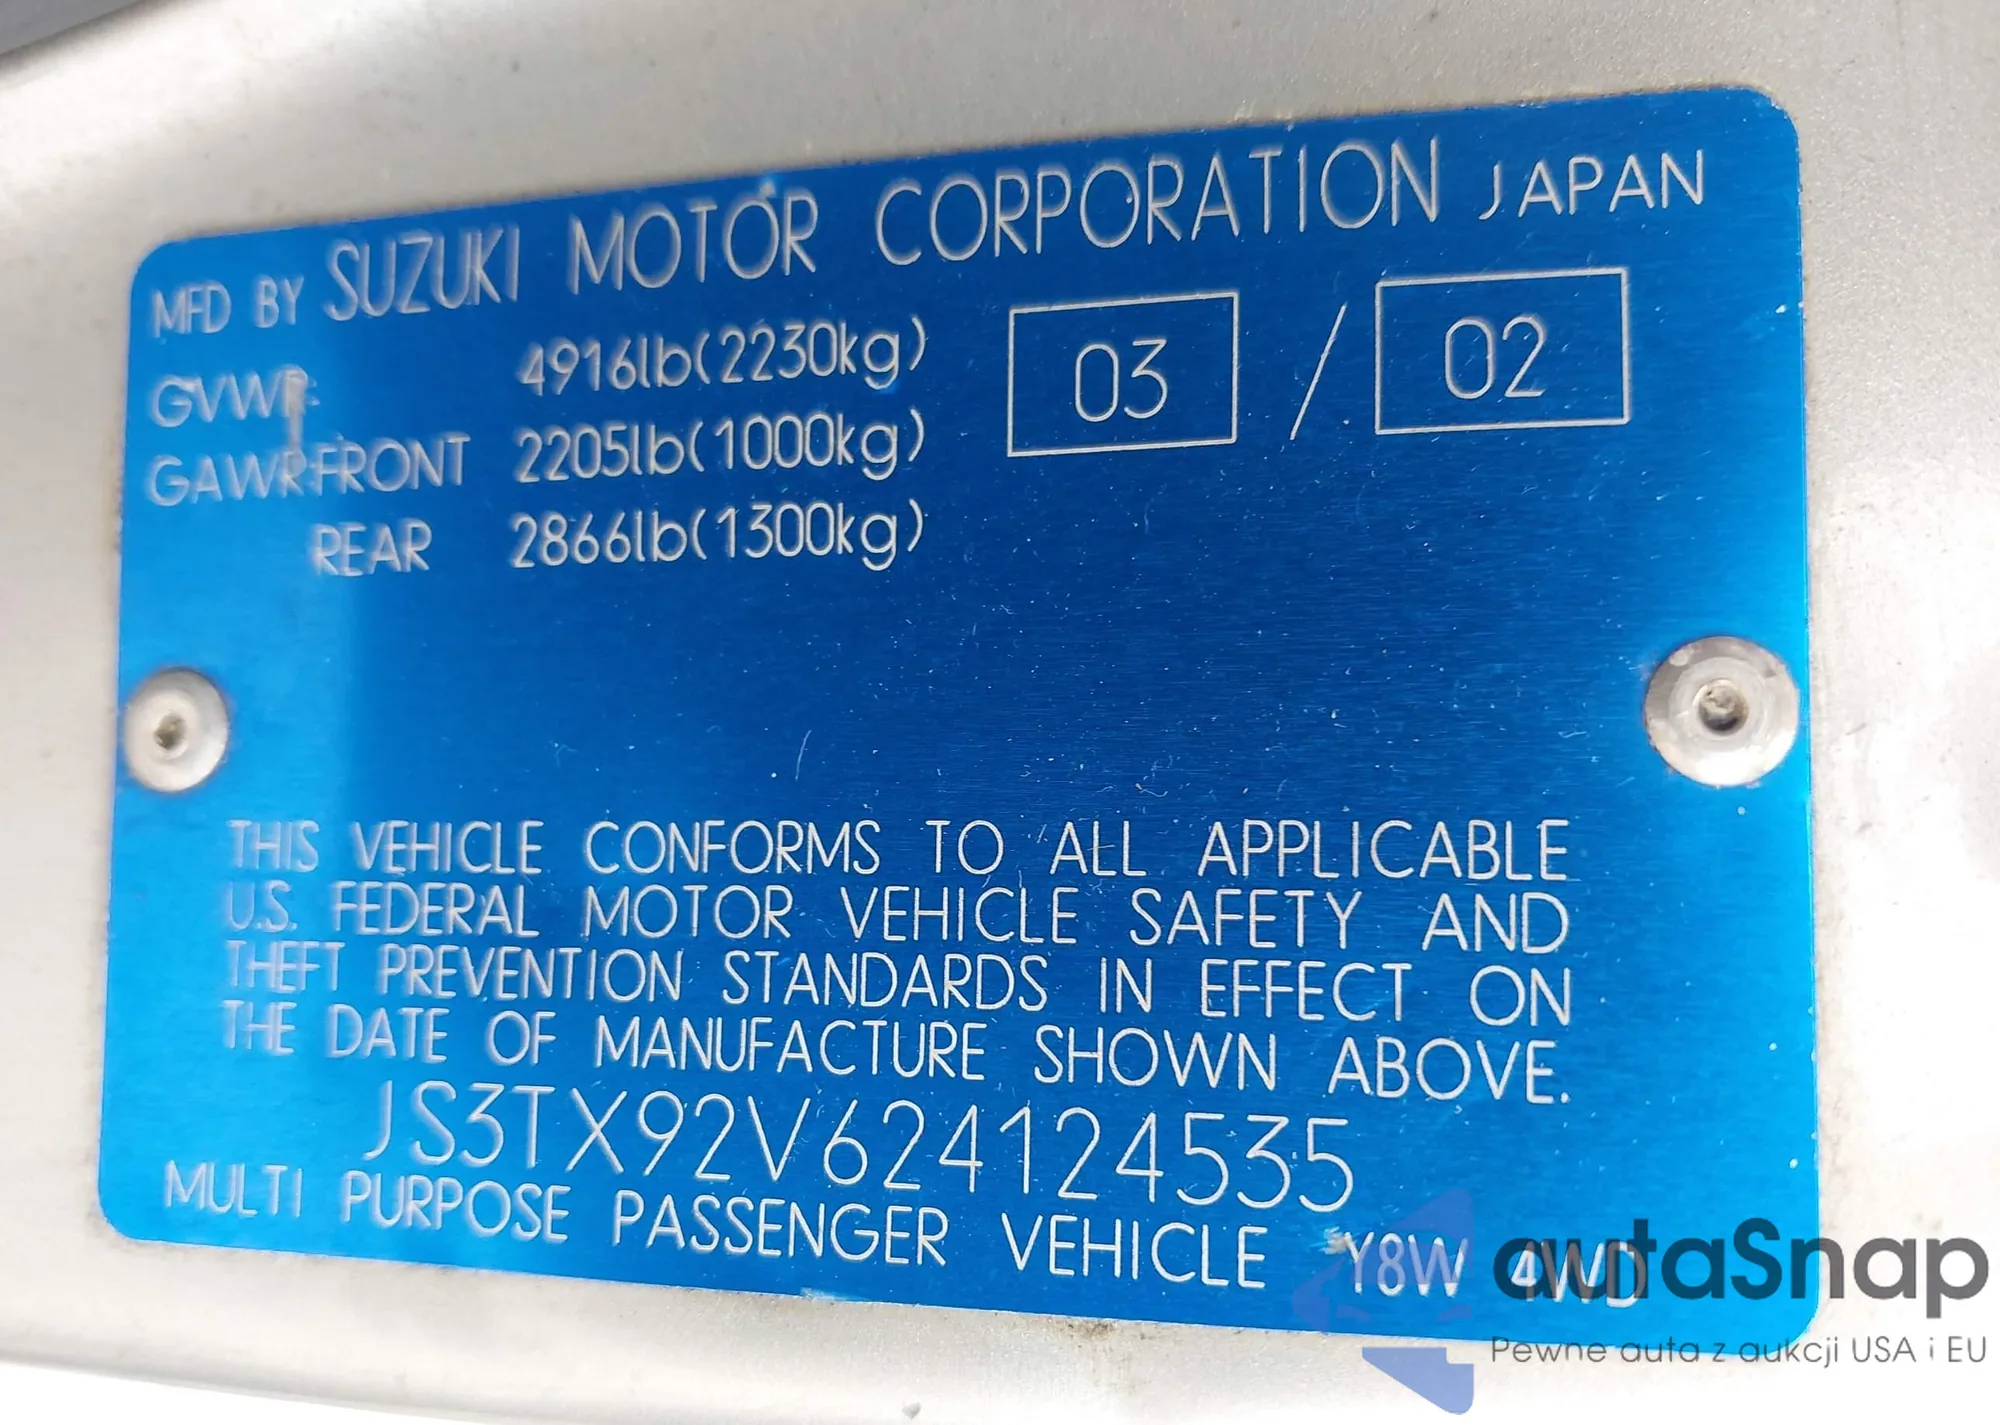 MFD BY SUZUKI MOTOR CORPORATION JAPAN
GVWR: 4916lb(2230kg) 03 / 02
GAWR:FRONT 2205lb(1000kg)
REAR 2866lb(1300kg)
THIS VEHICLE CONFORMS TO ALL APPLICABLE
U.S. FEDERAL MOTOR VEHICLE SAFETY AND
THEFT PREVENTION STANDARDS IN EFFECT ON
THE DATE OF MANUFACTURE SHOWN ABOVE.
JS3TX92V624124535
MULTI PURPOSE PASSENGER VEHICLE Y8W 4WD
autaSnap
Pewne auta z aukcji USA i EU